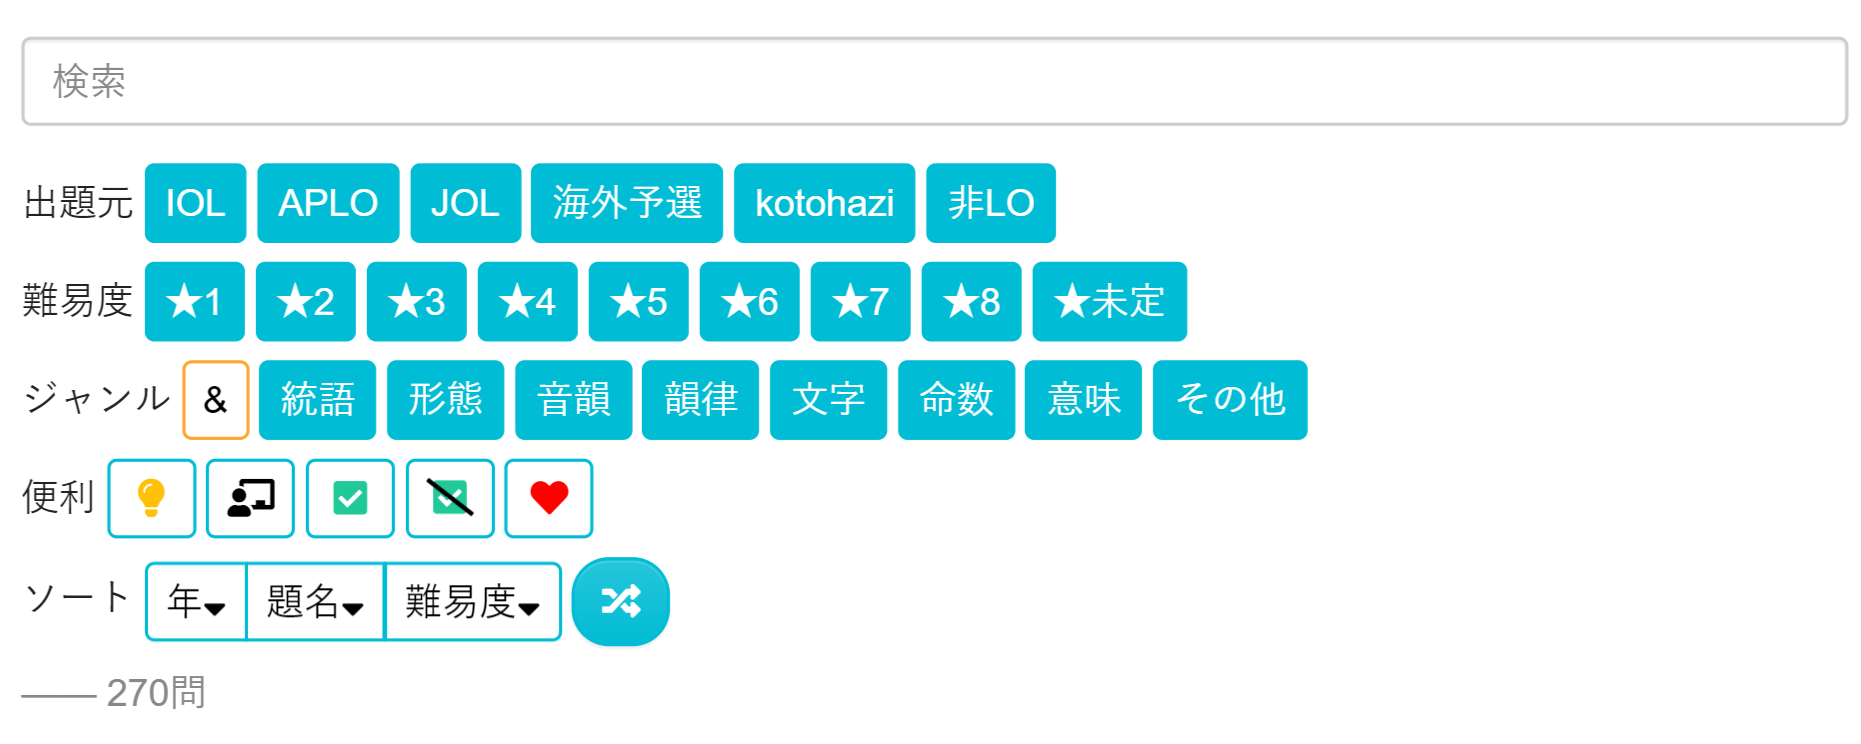 検索
出題元 IOL APLO JOL 海外予選 kotohazi 非LO
難易度 ★1 ★2 ★3 ★4 ★5 ★6 ★7 ★8 ★未定
ジャンル & 統語 形態 音韻 韻律 文字 命数 意味 その他
便利
ソート 年 題名 難易度
—— 270問